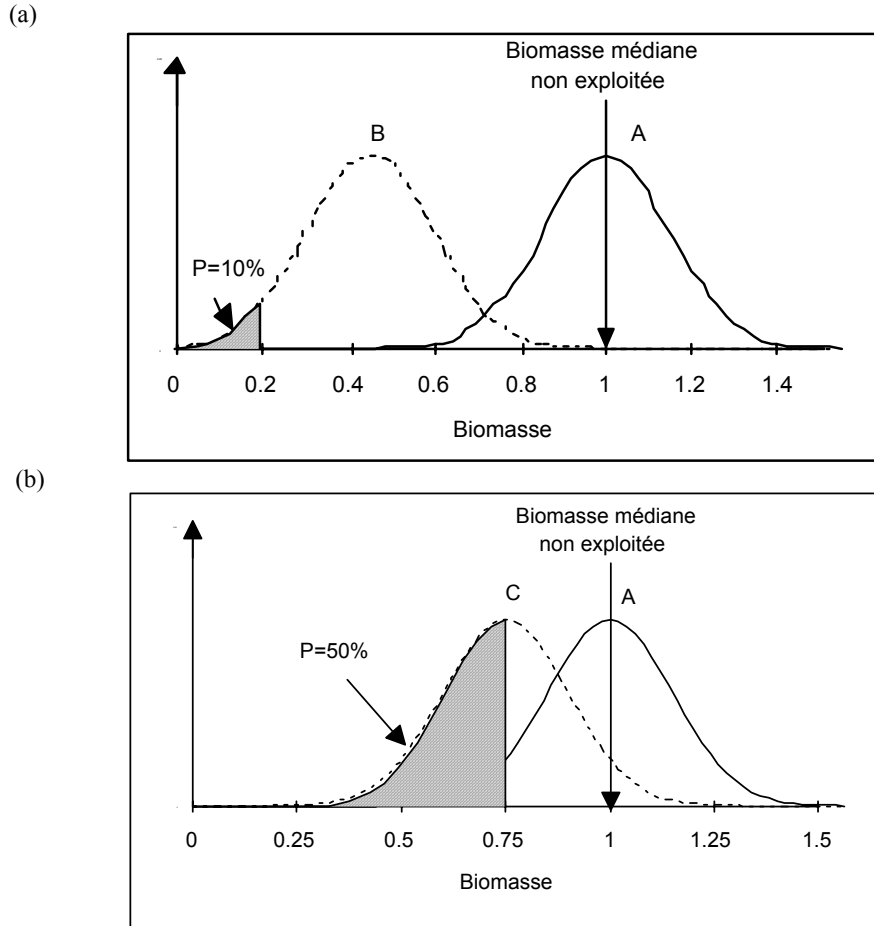 (a)
Biomasse médiane
non exploitée
B
A
P=10%
0 0.2 0.4 0.6 0.8 1 1.2 1.4
Biomasse
(b)
Biomasse médiane
non exploitée
C
A
P=50%
0 0.25 0.5 0.75 1 1.25 1.5
Biomasse